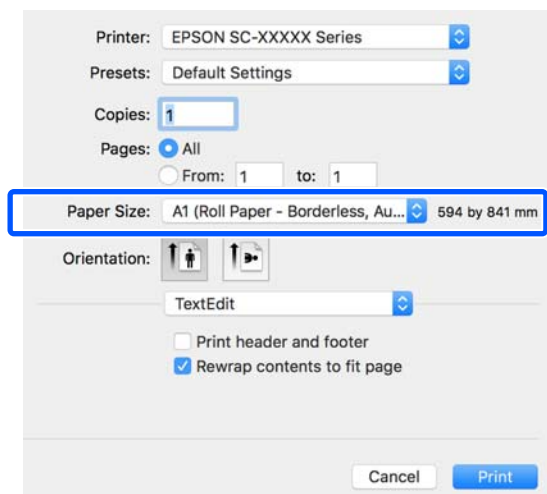 Printer: EPSON SC-XXXXX Series
Presets: Default Settings
Copies: 1
Pages: All
From: 1 to: 1
Paper Size: A1 (Roll Paper - Borderless, Au... 594 by 841 mm
Orientation:
TextEdit
Print header and footer
Rewrap contents to fit page
Cancel Print